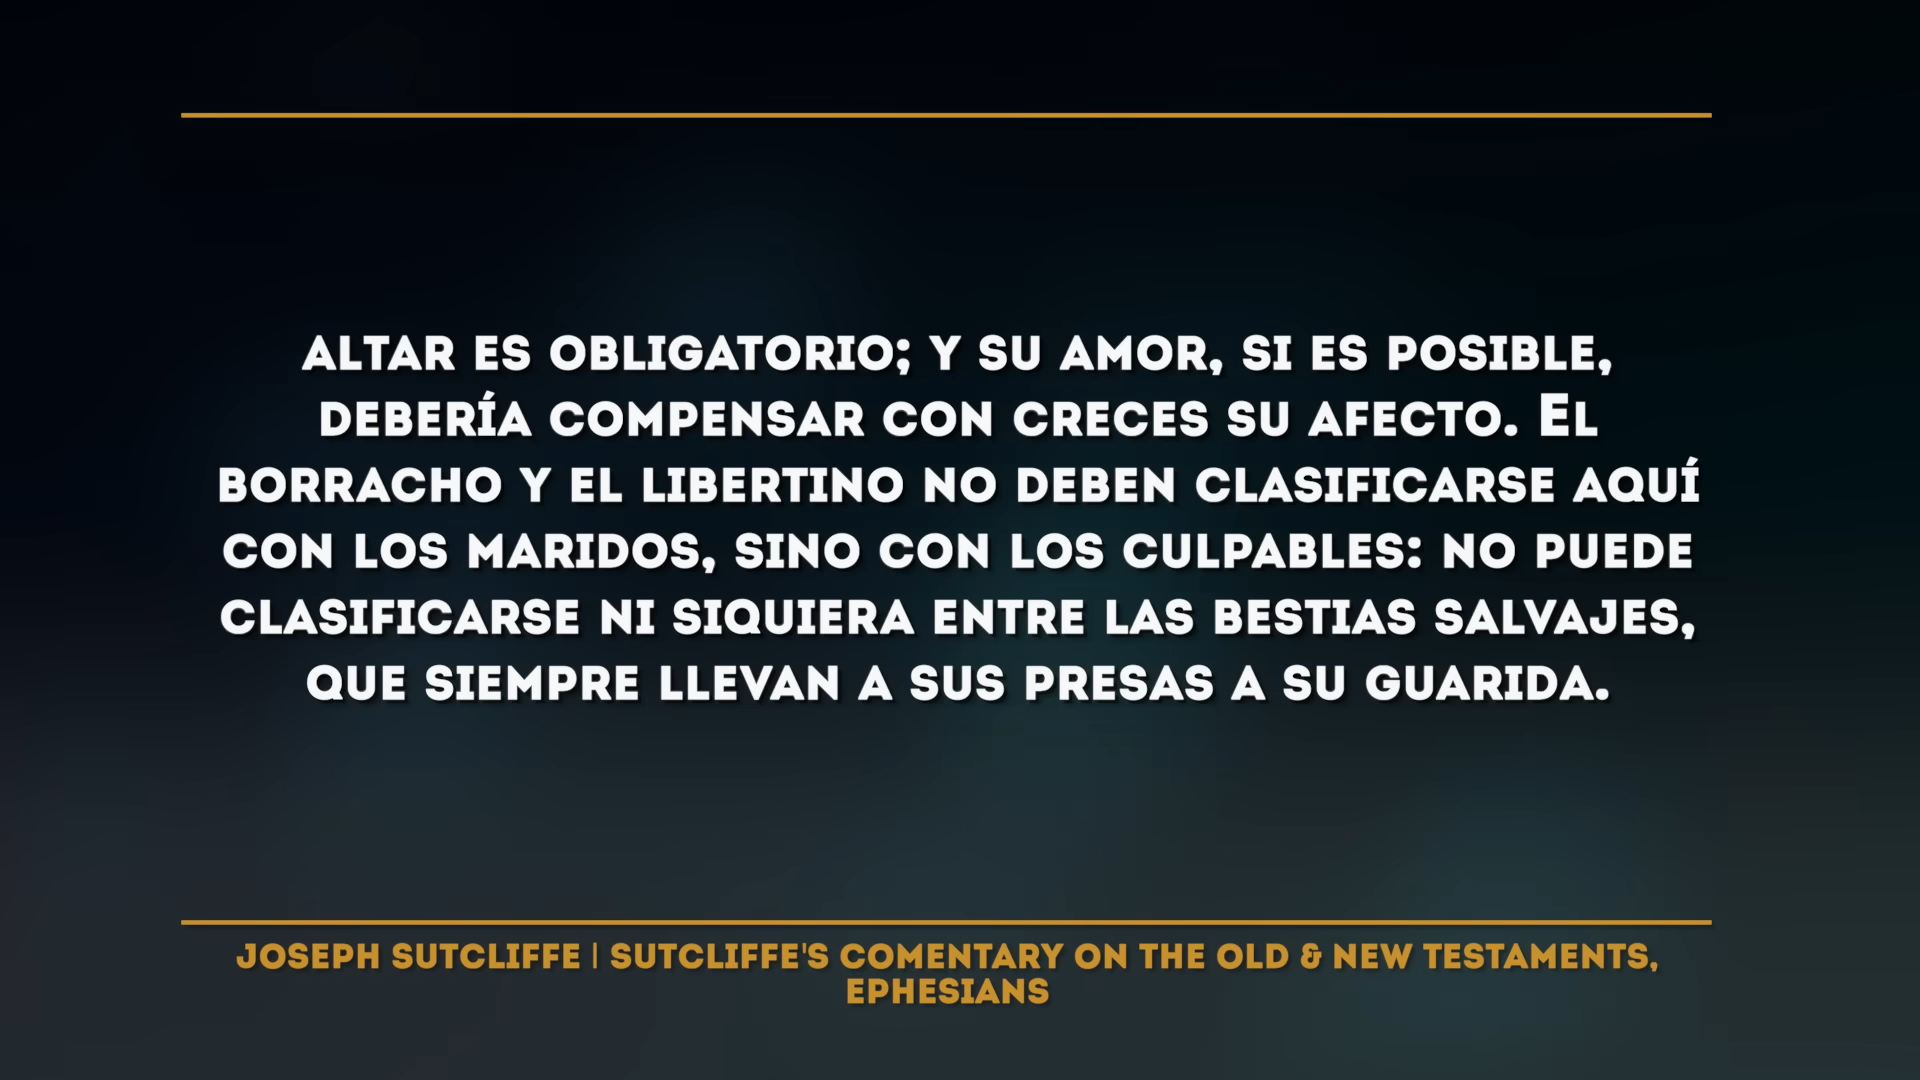 ALTAR ES OBLIGATORIO; Y SU AMOR, SI ES POSIBLE,
DEBERÍA COMPENSAR CON CRECES SU AFECTO. EL
BORRACHO Y EL LIBERTINO NO DEBEN CLASIFICARSE AQUÍ
CON LOS MARIDOS, SINO CON LOS CULPABLES: NO PUEDE
CLASIFICARSE NI SIQUIERA ENTRE LAS BESTIAS SALVAJES,
QUE SIEMPRE LLEVAN A SUS PRESAS A SU GUARIDA.
JOSEPH SUTCLIFFE | SUTCLIFFE'S COMENTARY ON THE OLD & NEW TESTAMENTS,
EPHESIANS